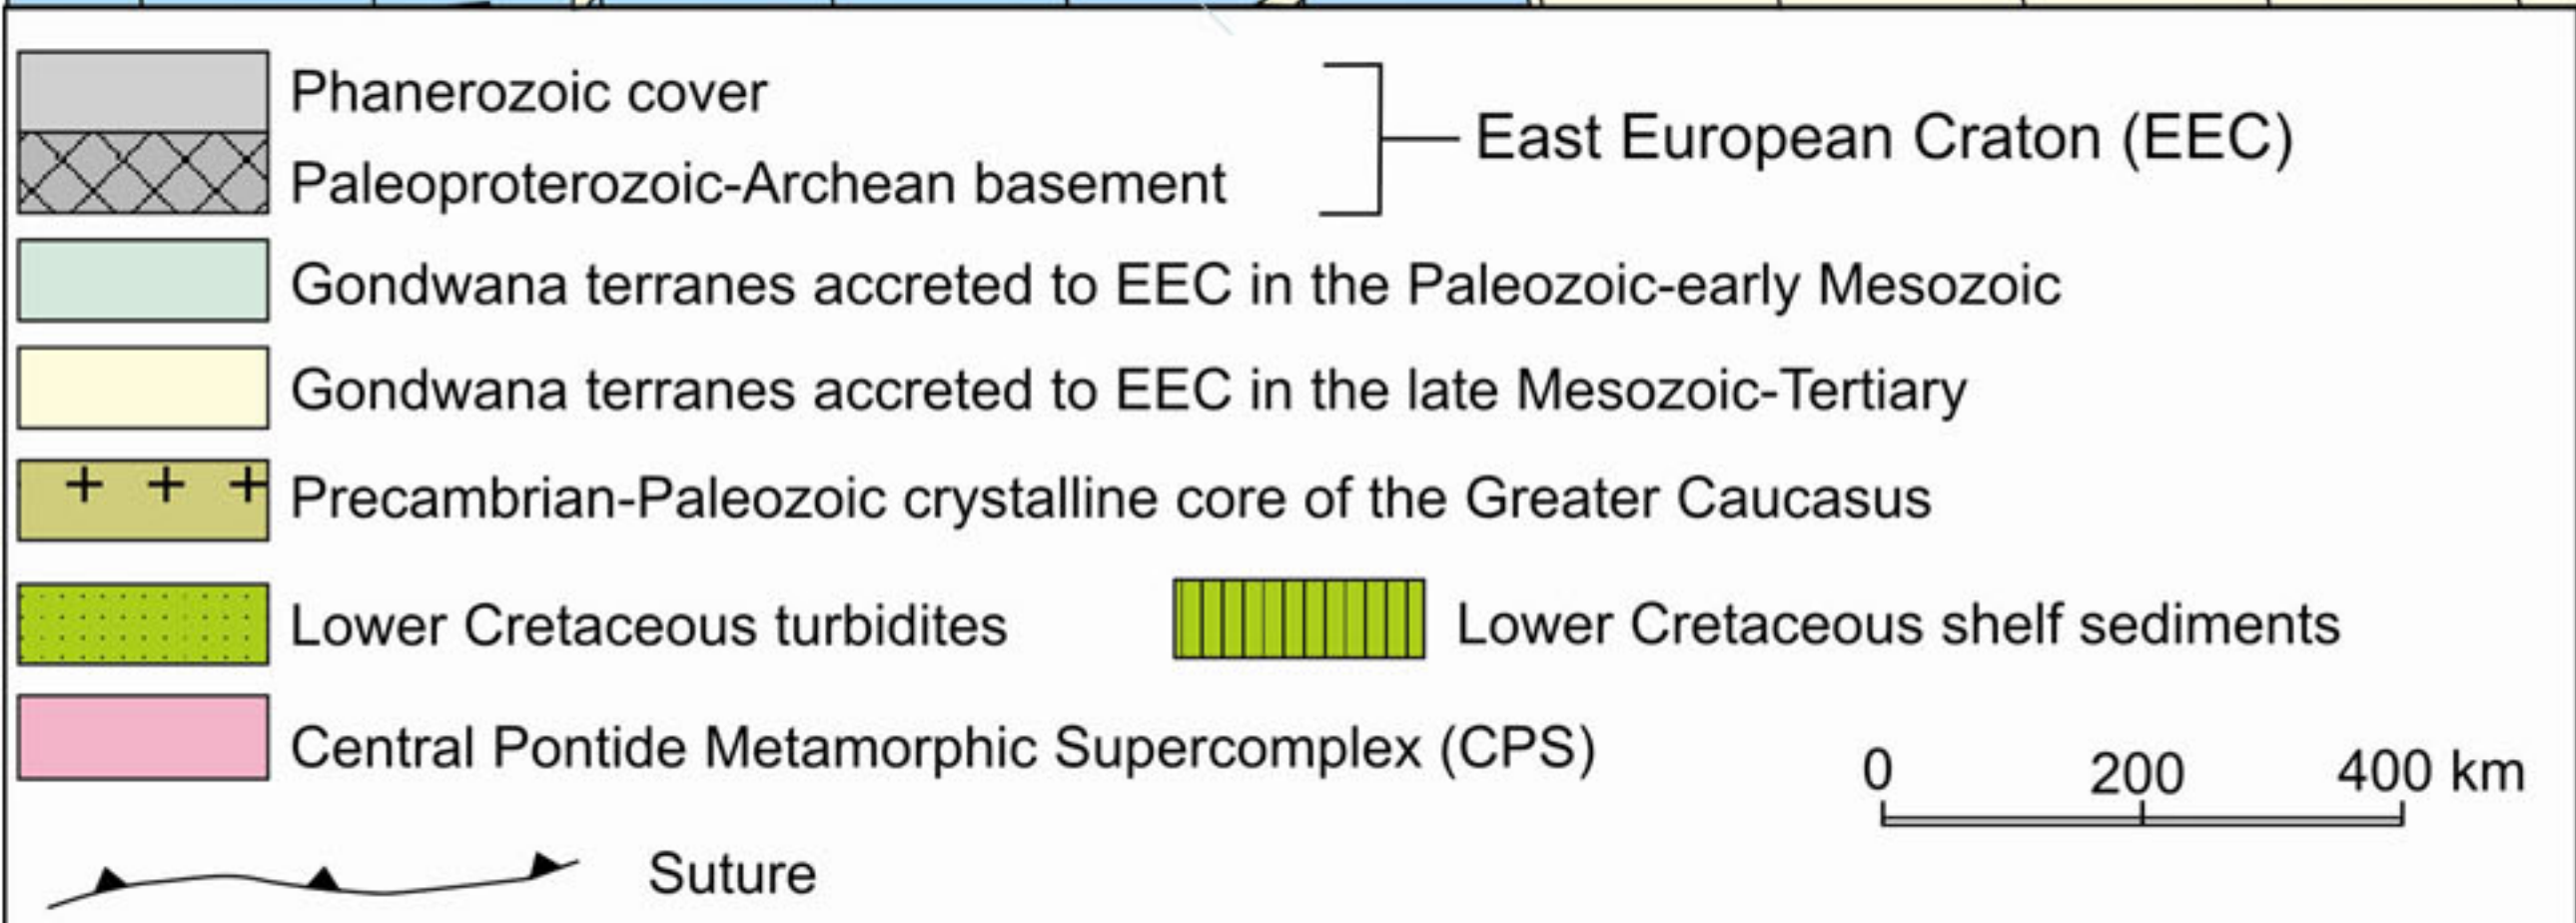 Phanerozoic cover
East European Craton (EEC)
Paleoproterozoic-Archean basement
Gondwana terranes accreted to EEC in the Paleozoic-early Mesozoic
Gondwana terranes accreted to EEC in the late Mesozoic-Tertiary
Precambrian-Paleozoic crystalline core of the Greater Caucasus
Lower Cretaceous turbidites
Lower Cretaceous shelf sediments
Central Pontide Metamorphic Supercomplex (CPS)
0 200 400 km
Suture